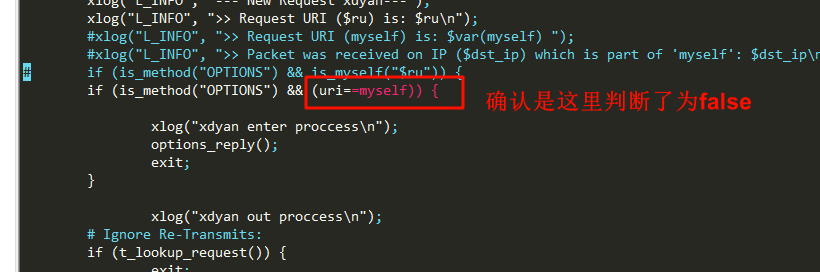 xlog("L_INFO", "--- New Request xdyan---");
xlog("L_INFO", ">> Request URI ($ru) is: $ru\n");
#xlog("L_INFO", ">> Request URI (myself) is: $var(myself) ");
#xlog("L_INFO", ">> Packet was received on IP ($dst_ip) which is part of 'myself': $dst_ip\n
# if (is_method("OPTIONS") && is_myself("$ru")) {
if (is_method("OPTIONS") && (uri==myself)) {
确认是这里判断了为false
xlog("xdyan enter proccess\n");
options_reply();
exit;
}
xlog("xdyan out proccess\n");
# Ignore Re-Transmits:
if (t_lookup_request()) {
exit;